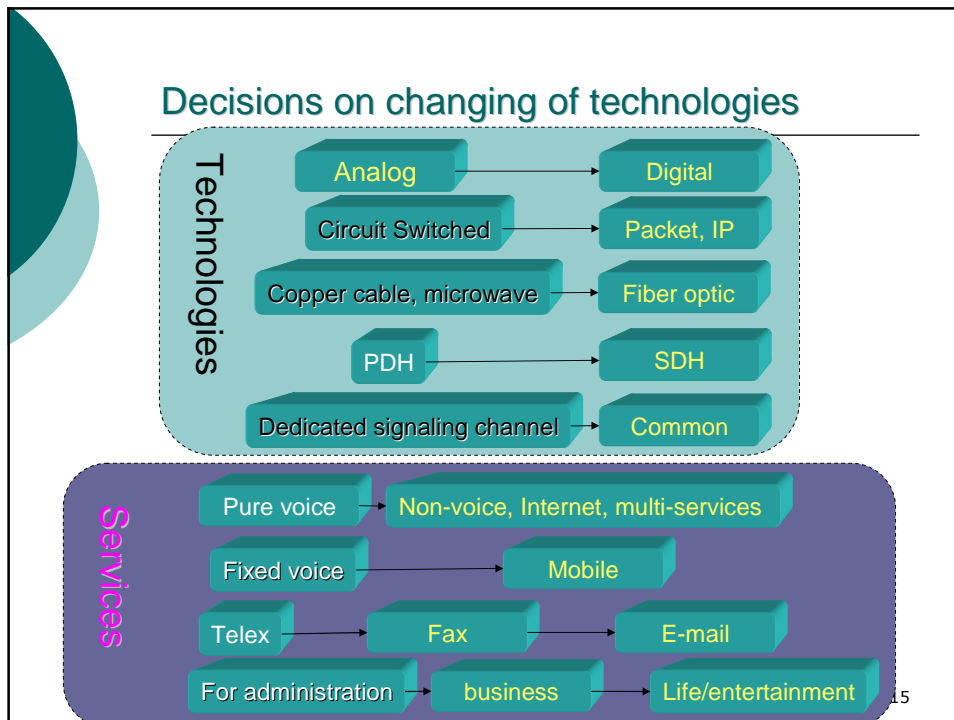 Decisions on changing of technologies
Technologies
Analog
Digital
Circuit Switched
Packet, IP
Copper cable, microwave
Fiber optic
PDH
SDH
Dedicated signaling channel
Common
Services
Pure voice
Non-voice, Internet, multi-services
Fixed voice
Mobile
Telex
Fax
E-mail
For administration
business
Life/entertainment
15